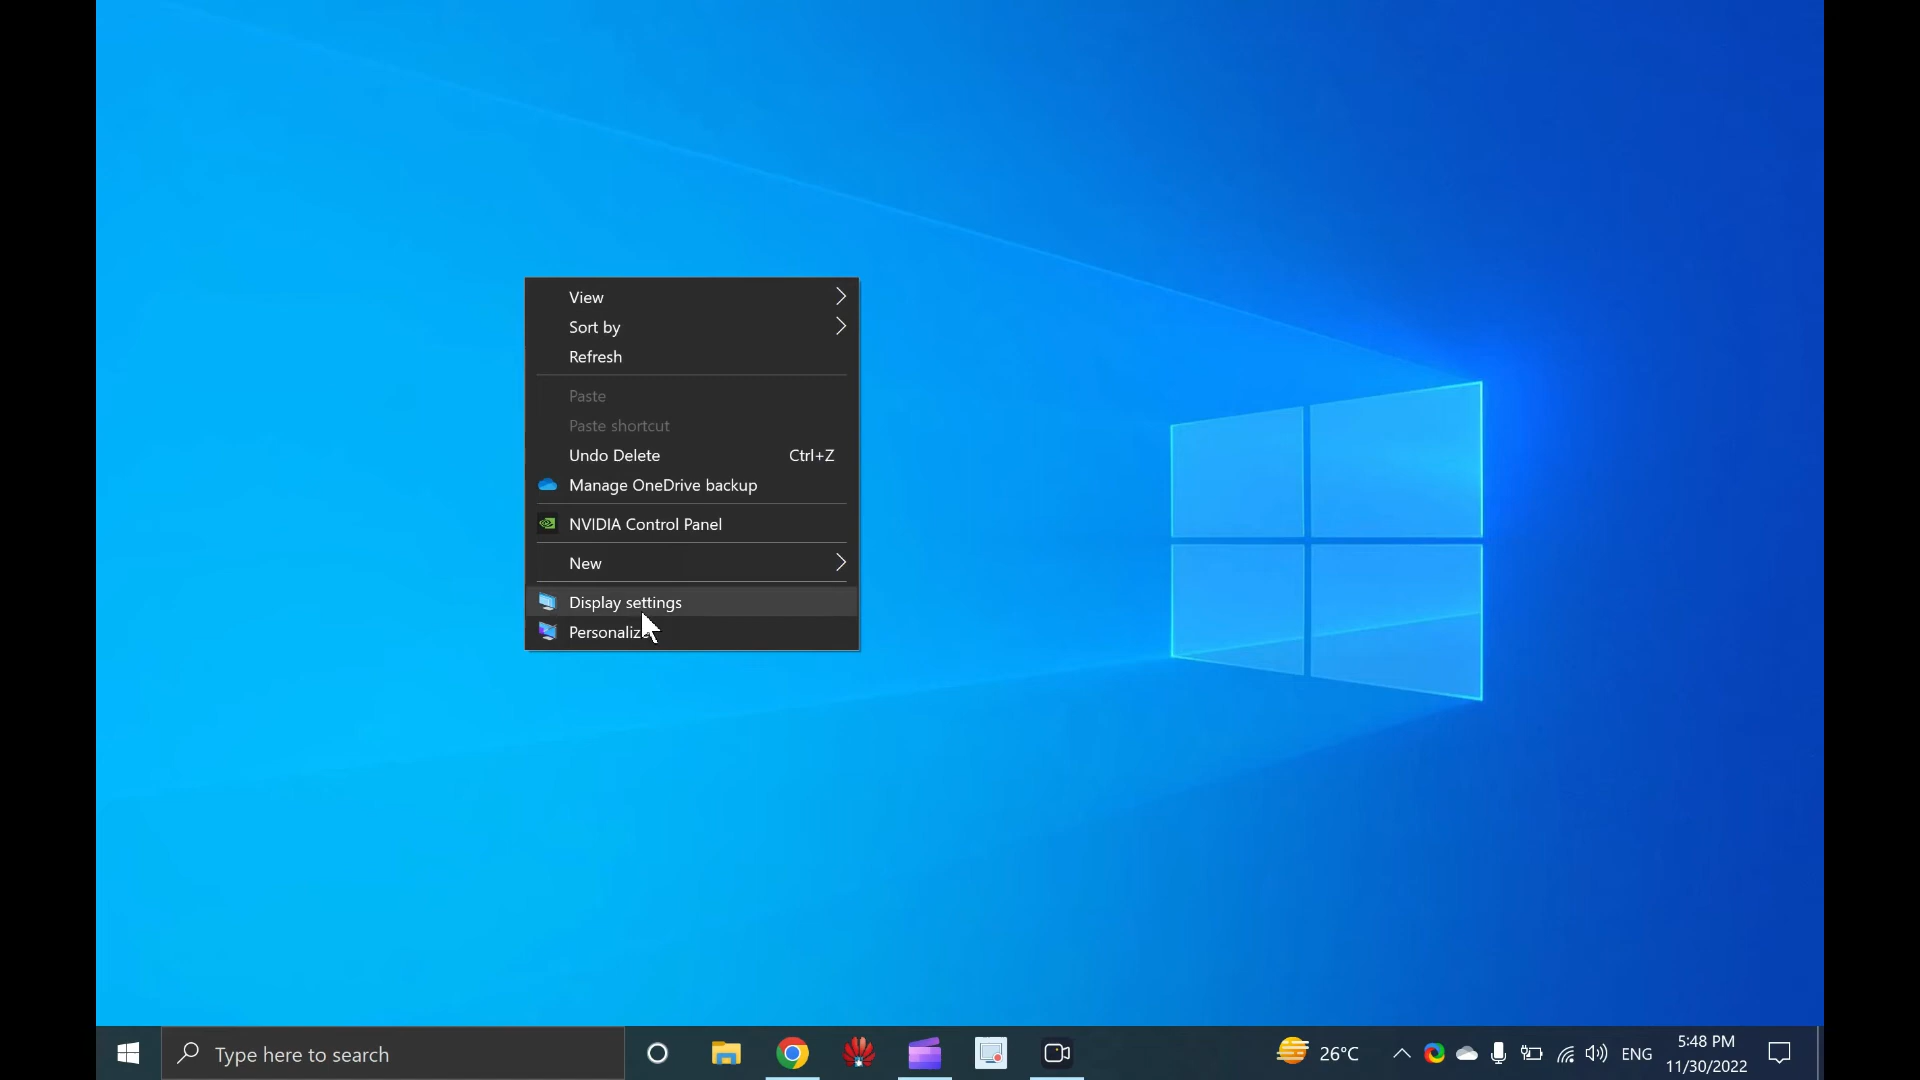 View
Sort by
Refresh
Paste
Paste shortcut
Undo Delete Ctrl+Z
Manage OneDrive backup
NVIDIA Control Panel
New
Display settings
Personalize
Type here to search
26°C
ENG
5:48 PM
11/30/2022